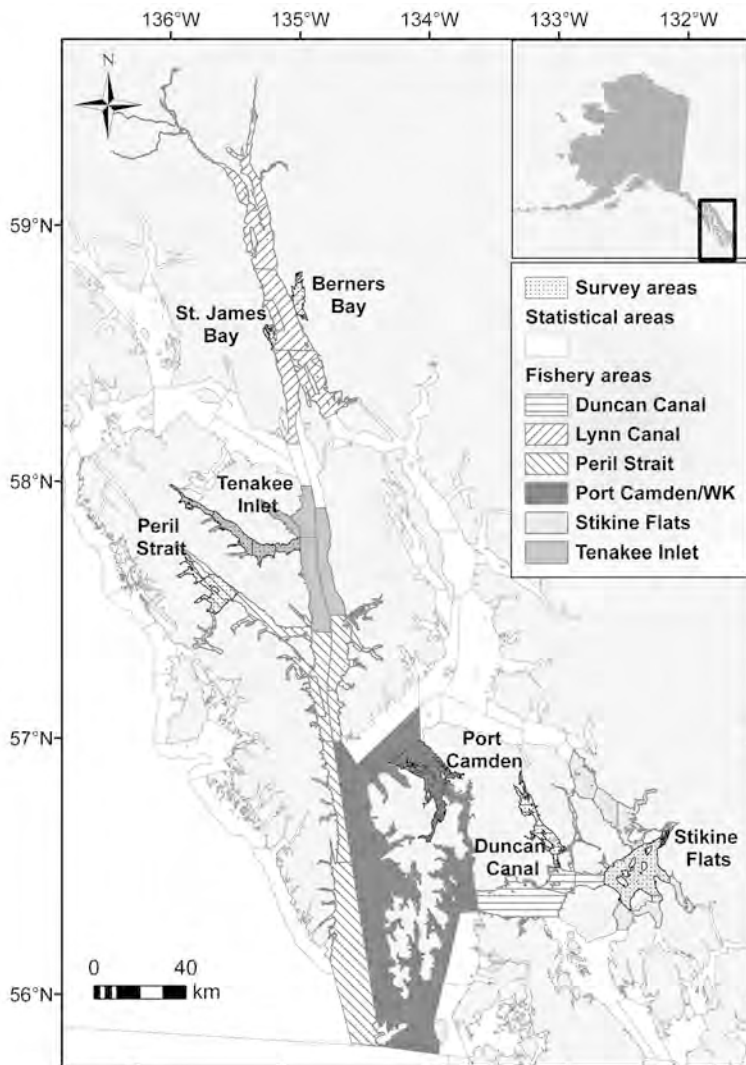 136°W 135°W 134°W 133°W 132°W
N
59°N
58°N
57°N
56°N
Berners
Bay
St. James
Bay
Tenakee
Inlet
Peril
Strait
Port
Camden
Duncan
Canal
Stikine
Flats
0 40
km
Survey areas
Statistical areas
Fishery areas
Duncan Canal
Lynn Canal
Peril Strait
Port Camden/WK
Stikine Flats
Tenakee Inlet